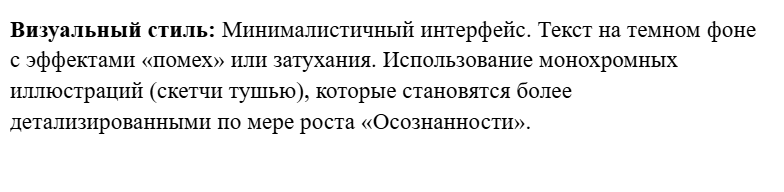 Визуальный стиль: Минималистичный интерфейс. Текст на темном фоне
с эффектами «помех» или затухания. Использование монохромных
иллюстраций (скетчи тушью), которые становятся более
детализированными по мере роста «Осознанности».